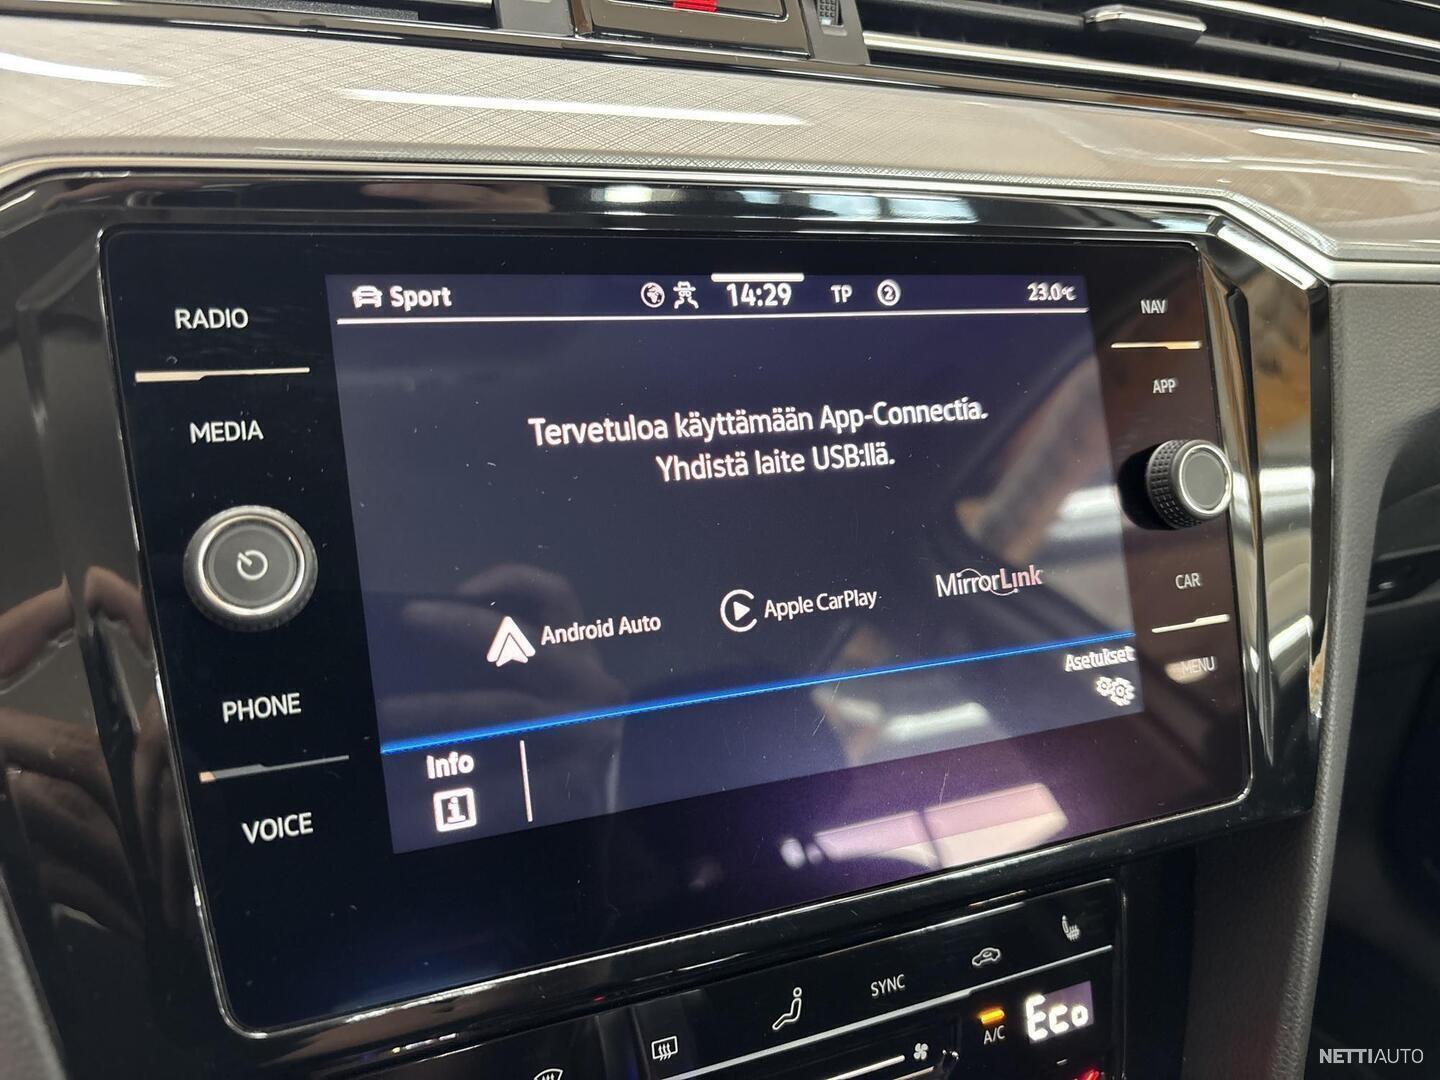 Sport
14:29
TP
2
23.0°C
RADIO
MEDIA
PHONE
VOICE
Tervetuloa käyttämään App-Connectia.
Yhdistä laite USB:llä.
Android Auto
Apple CarPlay
MirrorLink
Asetukset
Info
NAV
APP
CAR
MENU
SYNC
A/C
Eco
NETTIAUTO